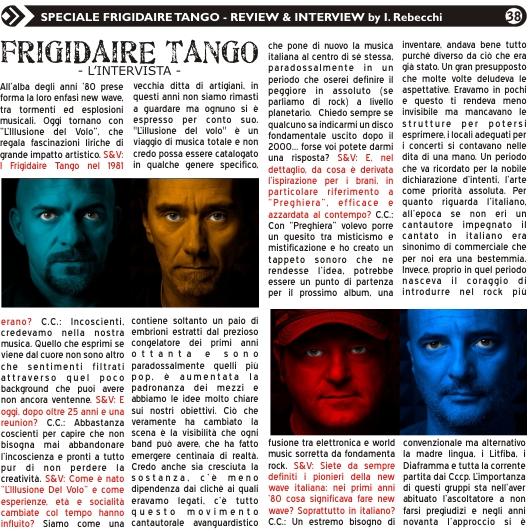 SPECIALE FRIGIDAIRE TANGO - REVIEW & INTERVIEW by I. Rebecchi
38
FRIGIDAIRE TANGO
- L'INTERVISTA -
All'alba degli anni '80 prese
forma la loro enfasi new wave,
tra tormenti ed esplosioni
musicali. Oggi tornano con
"L'Illusione del Volo", che
regala fascinazioni liriche di
grande impatto artistico. S&V:
I Frigidaire Tango nel 1981
erano? C.C.: Incoscienti,
credevamo nella nostra
musica. Quello che esprimi se
viene dal cuore non sono altro
che sentimenti filtrati
attraverso quel poco
background che puoi avere
non ancora ventenne. S&V: E
oggi, dopo oltre 25 anni e una
reunion? C.C.: Abbastanza
coscienti per capire che non
bisogna mai abbandonare
l'incoscienza e pronti a tutto
pur di non perdere la
creatività. S&V: Come è nato
"L'Illusione Del Volo" e come
esperienze, età e socialità
cambiate col tempo hanno
influito? Siamo come una
vecchia ditta di artigiani, in
questi anni non siamo rimasti
a guardare ma ognuno si è
espresso per conto suo.
"L'Illusione del volo" è un
viaggio di musica totale e non
credo possa essere catalogato
in qualche genere specifico,
contiene soltanto un paio di
embrioni estratti dal prezioso
congelatore dei primi anni
ottanta e sono
paradossalmente quelli più
pop, è aumentata la
padronanza dei mezzi e
abbiamo le idee molto chiare
sui nostri obiettivi. Ciò che
veramente ha cambiato la
scena è la visibilità che ogni
band può avere, che ha fatto
emergere centinaia di realtà.
Credo anche sia cresciuta la
sostanza, c'è meno
dipendenza dai cliché ai quali
eravamo legati, c'è tutto
questo movimento
cantautorale avanguardistico
che pone di nuovo la musica
italiana al centro di sè stessa,
paradossalmente in un
periodo che oserei definire il
peggiore in assoluto (se
parliamo di rock) a livello
planetario. Chiedo sempre se
qualcuno sa indicarmi un disco
fondamentale uscito dopo il
2000... forse voi potete darmi
una risposta? S&V: E, nel
dettaglio, da cosa è derivata
l'ispirazione per i brani, in
particolare riferimento a
"Preghiera", efficace e
azzardata al contempo? C.C.:
Con "Preghiera" volevo porre
un quesito tra misticismo e
mistificazione e ho creato un
tappeto sonoro che ne
rendesse l'idea, potrebbe
essere un punto di partenza
per il prossimo album, una
fusione tra elettronica e world
music sorretta da fondamenta
rock. S&V: Siete da sempre
definiti i pionieri della new
wave italiana; nei primi anni
'80 cosa significava fare new
wave? Soprattutto in italiano?
C.C.: Un estremo bisogno di
inventare, andava bene tutto
purché diverso da ciò che era
già stato. Un gran presupposto
che molte volte deludeva le
aspettative. Eravamo in pochi
e questo ti rendeva meno
invisibile ma mancavano le
strutture per potersi
esprimere, i locali adeguati per
i concerti si contavano nelle
dita di una mano. Un periodo
che va ricordato per la nobile
dichiarazione d'intenti, l'arte
come priorità assoluta. Per
quanto riguarda l'italiano,
all'epoca se non eri un
cantautore impegnato il
cantato in italiano era
sinonimo di commerciale che
per noi era una bestemmia.
Invece, proprio in quel periodo
nasceva il coraggio di
introdurre nel rock più
convenzionale ma alternativo
la madre lingua, i Litfiba, i
Diaframma e tutta la corrente
partita dai Cccp. L'importanza
di questi gruppi sta nell'aver
abituato l'ascoltatore a non
farsi pregiudizi e negli anni
novanta l'approccio si è